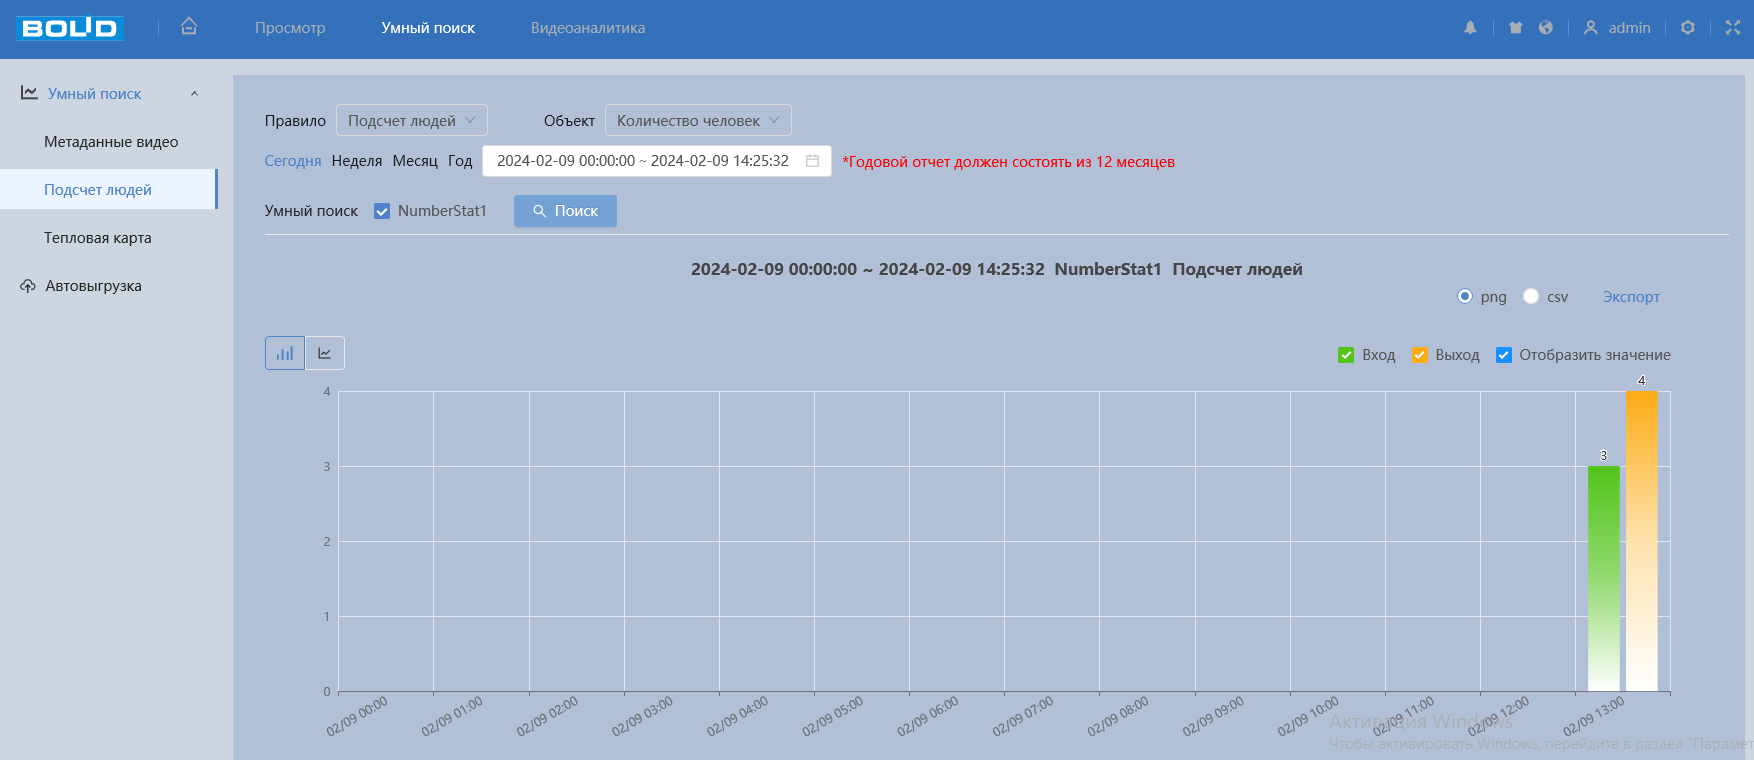 BOLID Просмотр Умный поиск Видеоаналитика admin
Умный поиск
Метаданные видео
Подсчет людей
Тепловая карта
Автовыгрузка
Правило Подсчет людей Объект Количество человек
Сегодня Неделя Месяц Год 2024-02-09 00:00:00 ~ 2024-02-09 14:25:32 *Годовой отчет должен состоять из 12 месяцев
Умный поиск NumberStat1 Поиск
2024-02-09 00:00:00 ~ 2024-02-09 14:25:32 NumberStat1 Подсчет людей
png csv Экспорт
Вход Выход Отобразить значение
4
3
4
3
2
1
0
02/09 00:00 02/09 01:00 02/09 02:00 02/09 03:00 02/09 04:00 02/09 05:00 02/09 06:00 02/09 07:00 02/09 08:00 02/09 09:00 02/09 10:00 02/09 11:00 02/09 12:00 02/09 13:00
Активация Windows
Чтобы активировать Windows, перейдите в раздел "Парамет